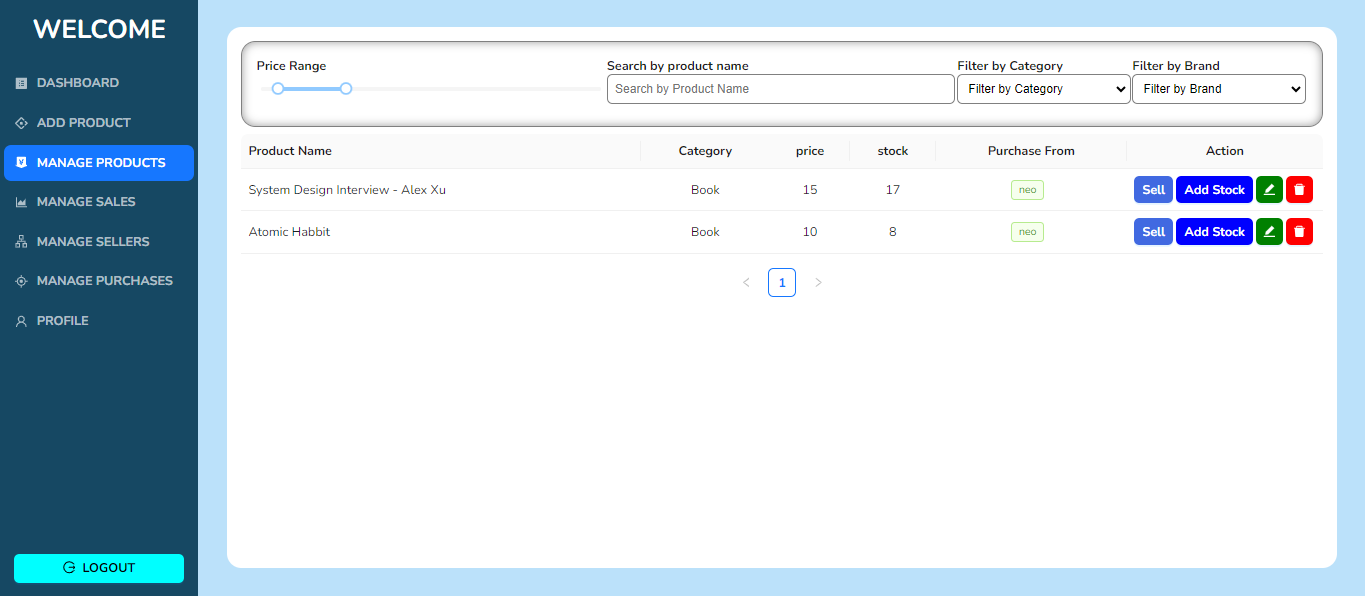 WELCOME
DASHBOARD
ADD PRODUCT
MANAGE PRODUCTS
MANAGE SALES
MANAGE SELLERS
MANAGE PURCHASES
PROFILE
LOGOUT
Price Range
Search by product name
Search by Product Name
Filter by Category
Filter by Category
Filter by Brand
Filter by Brand
Product Name Category price stock Purchase From Action
System Design Interview - Alex Xu Book 15 17 neo Sell Add Stock
Atomic Habbit Book 10 8 neo Sell Add Stock
< 1 >